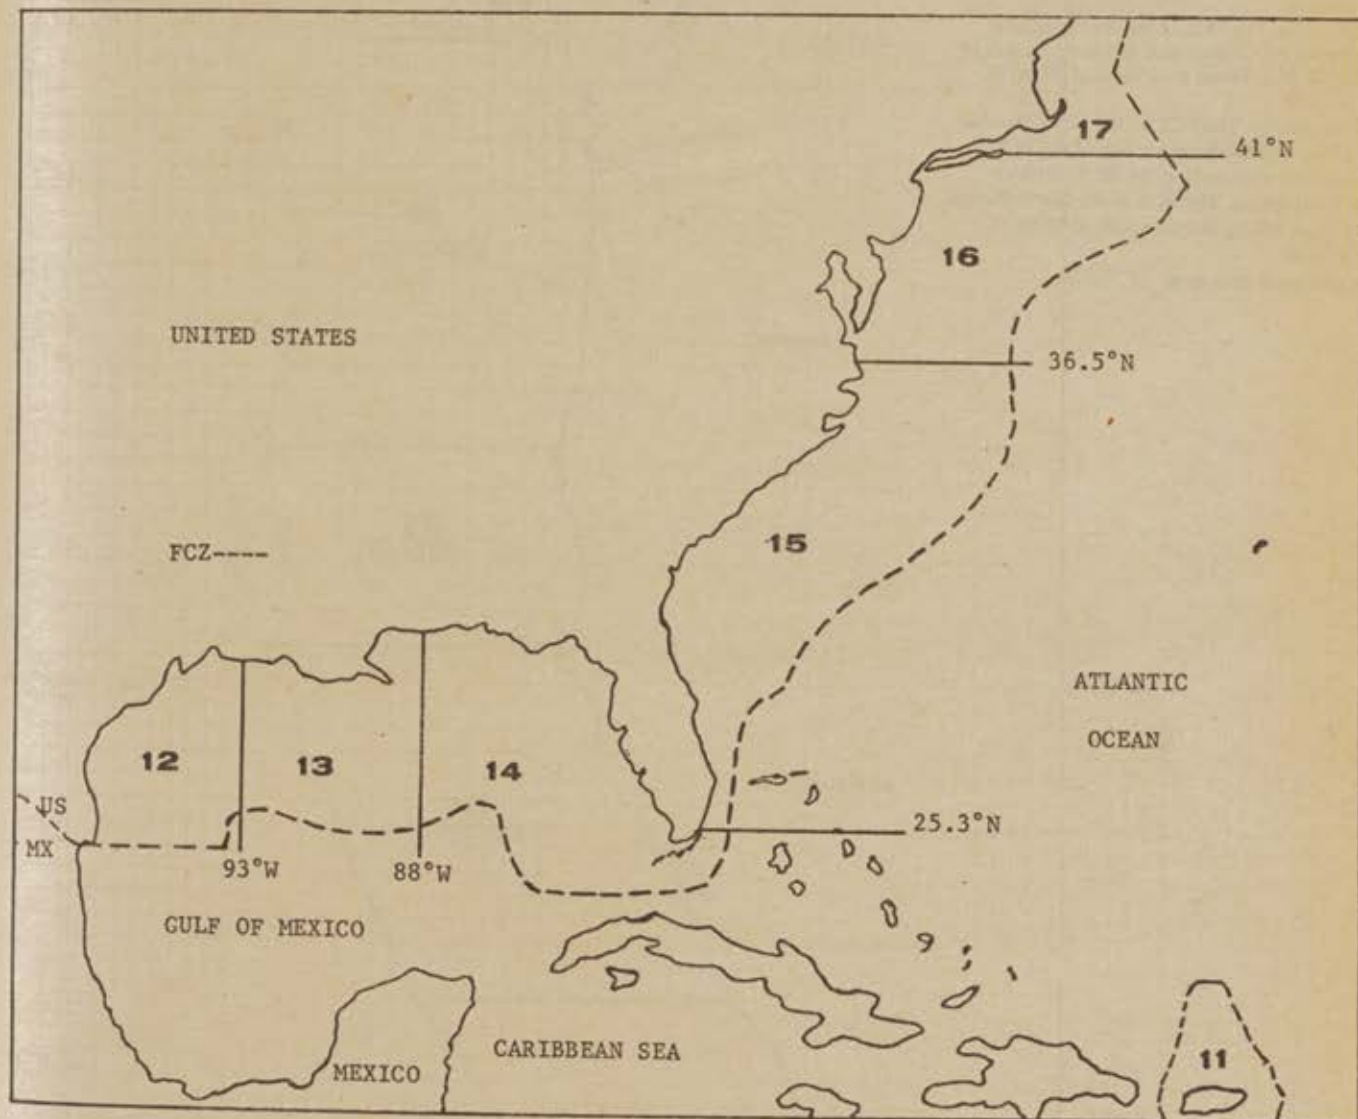 17
41°N
16
UNITED STATES
36.5°N
FCZ----
15
ATLANTIC
OCEAN
12
13
14
US
MX
25.3°N
93°W
88°W
GULF OF MEXICO
CARIBBEAN SEA
MEXICO
11